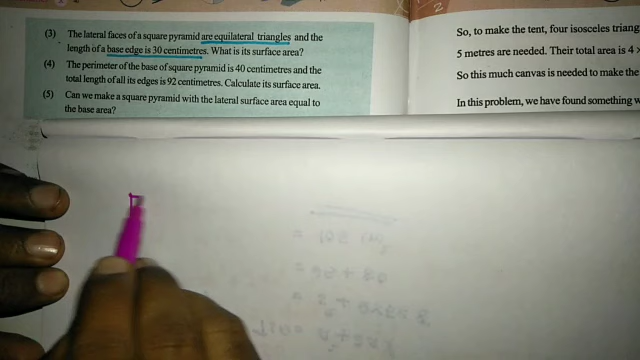 (3) The lateral faces of a square pyramid are equilateral triangles and the
length of a base edge is 30 centimetres. What is its surface area?
(4) The perimeter of the base of square pyramid is 40 centimetres and the
total length of all its edges is 92 centimetres. Calculate its surface area.
(5) Can we make a square pyramid with the lateral surface area equal to
the base area?
So, to make the tent, four isosceles triang
5 metres are needed. Their total area is 4 ×
So this much canvas is needed to make the
In this problem, we have found something w